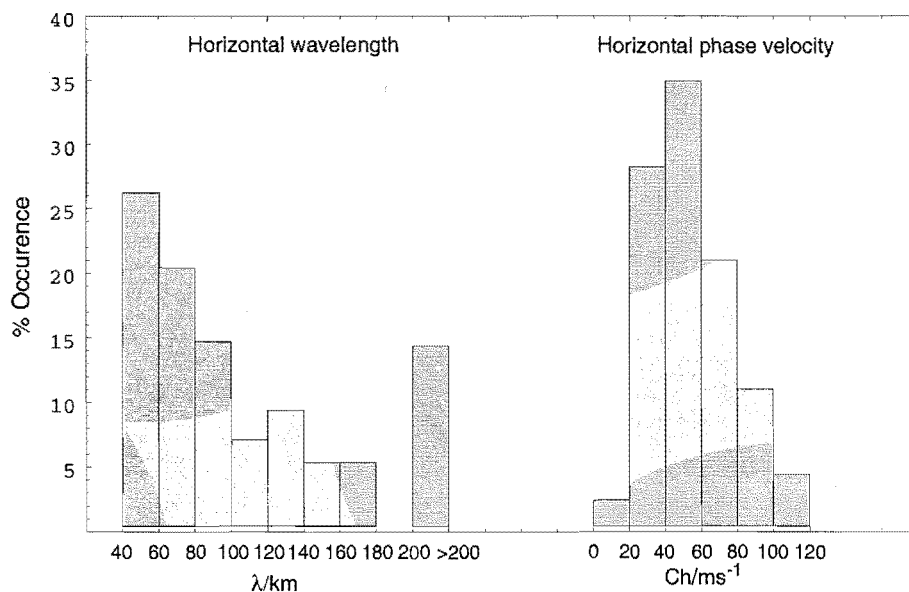 40
Horizontal wavelength
Horizontal phase velocity
35
30
25
% Occurence
20
15
10
5
40 60 80 100 120 140 160 180 200 >200
0 20 40 60 80 100 120
λ/km
Ch/ms⁻¹